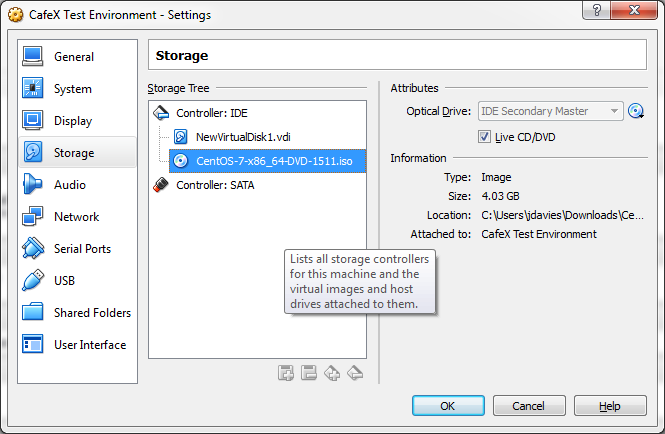 CafeX Test Environment - Settings
General
System
Display
Storage
Audio
Network
Serial Ports
USB
Shared Folders
User Interface
Storage
Storage Tree
Controller: IDE
NewVirtualDisk1.vdi
CentOS-7-x86_64-DVD-1511.iso
Controller: SATA
Lists all storage controllers
for this machine and the
virtual images and host
drives attached to them.
Attributes
Optical Drive: IDE Secondary Master
Live CD/DVD
Information
Type: Image
Size: 4.03 GB
Location: C:\Users\jdavies\Downloads\Ce...
Attached to: CafeX Test Environment
OK Cancel Help